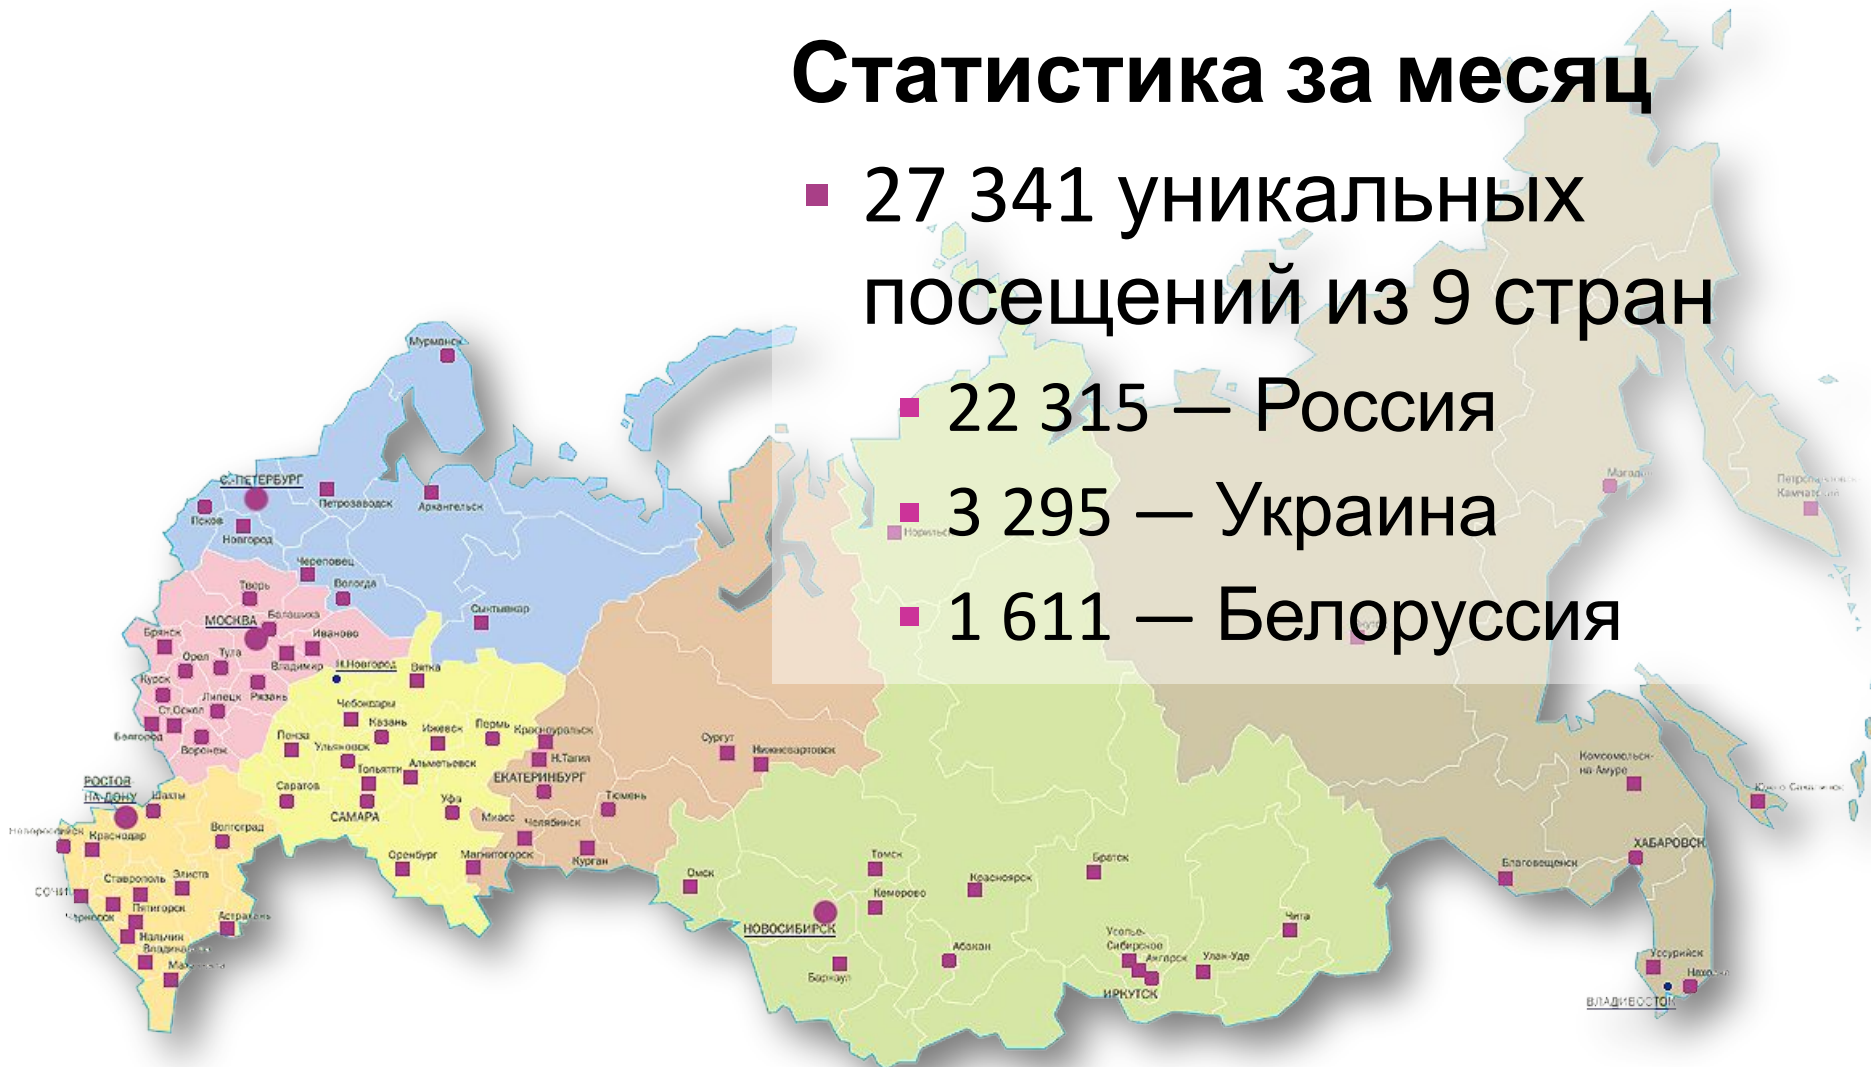 Статистика за месяц
▪ 27 341 уникальных
посещений из 9 стран
▪ 22 315 — Россия
▪ 3 295 — Украина
▪ 1 611 — Белоруссия
Мурманск
С.-ПЕТЕРБУРГ
Петрозаводск
Архангельск
Псков
Новгород
Череповец
Вологда
Тверь
Балашиха
МОСКВА
Сыктывкар
Брянск
Иваново
Орел
Тула
Владимир
Н.Новгород
Вятка
Курск
Липецк
Рязань
Ст.Оскол
Белгород
Воронеж
Чебоксары
Казань
Ижевск
Пермь
Красноуральск
Пенза
Ульяновск
Н.Тагил
Тольятти
Альметьевск
ЕКАТЕРИНБУРГ
Сургут
Нижневартовск
РОСТОВ-
НА-ДОНУ
Шахты
Саратов
САМАРА
Уфа
Тюмень
Миасс
Челябинск
Новороссийск
Краснодар
Волгоград
Оренбург
Магнитогорск
Курган
СОЧИ
Ставрополь
Элиста
Пятигорск
Астрахань
Нальчик
Омск
Томск
Кемерово
Красноярск
Братск
НОВОСИБИРСК
Барнаул
Абакан
Усолье-
Сибирское
Ангарск
ИРКУТСК
Улан-Уде
Чита
Комсомольск-
на-Амуре
ХАБАРОВСК
Благовещенск
Уссурийск
ВЛАДИВОСТОК